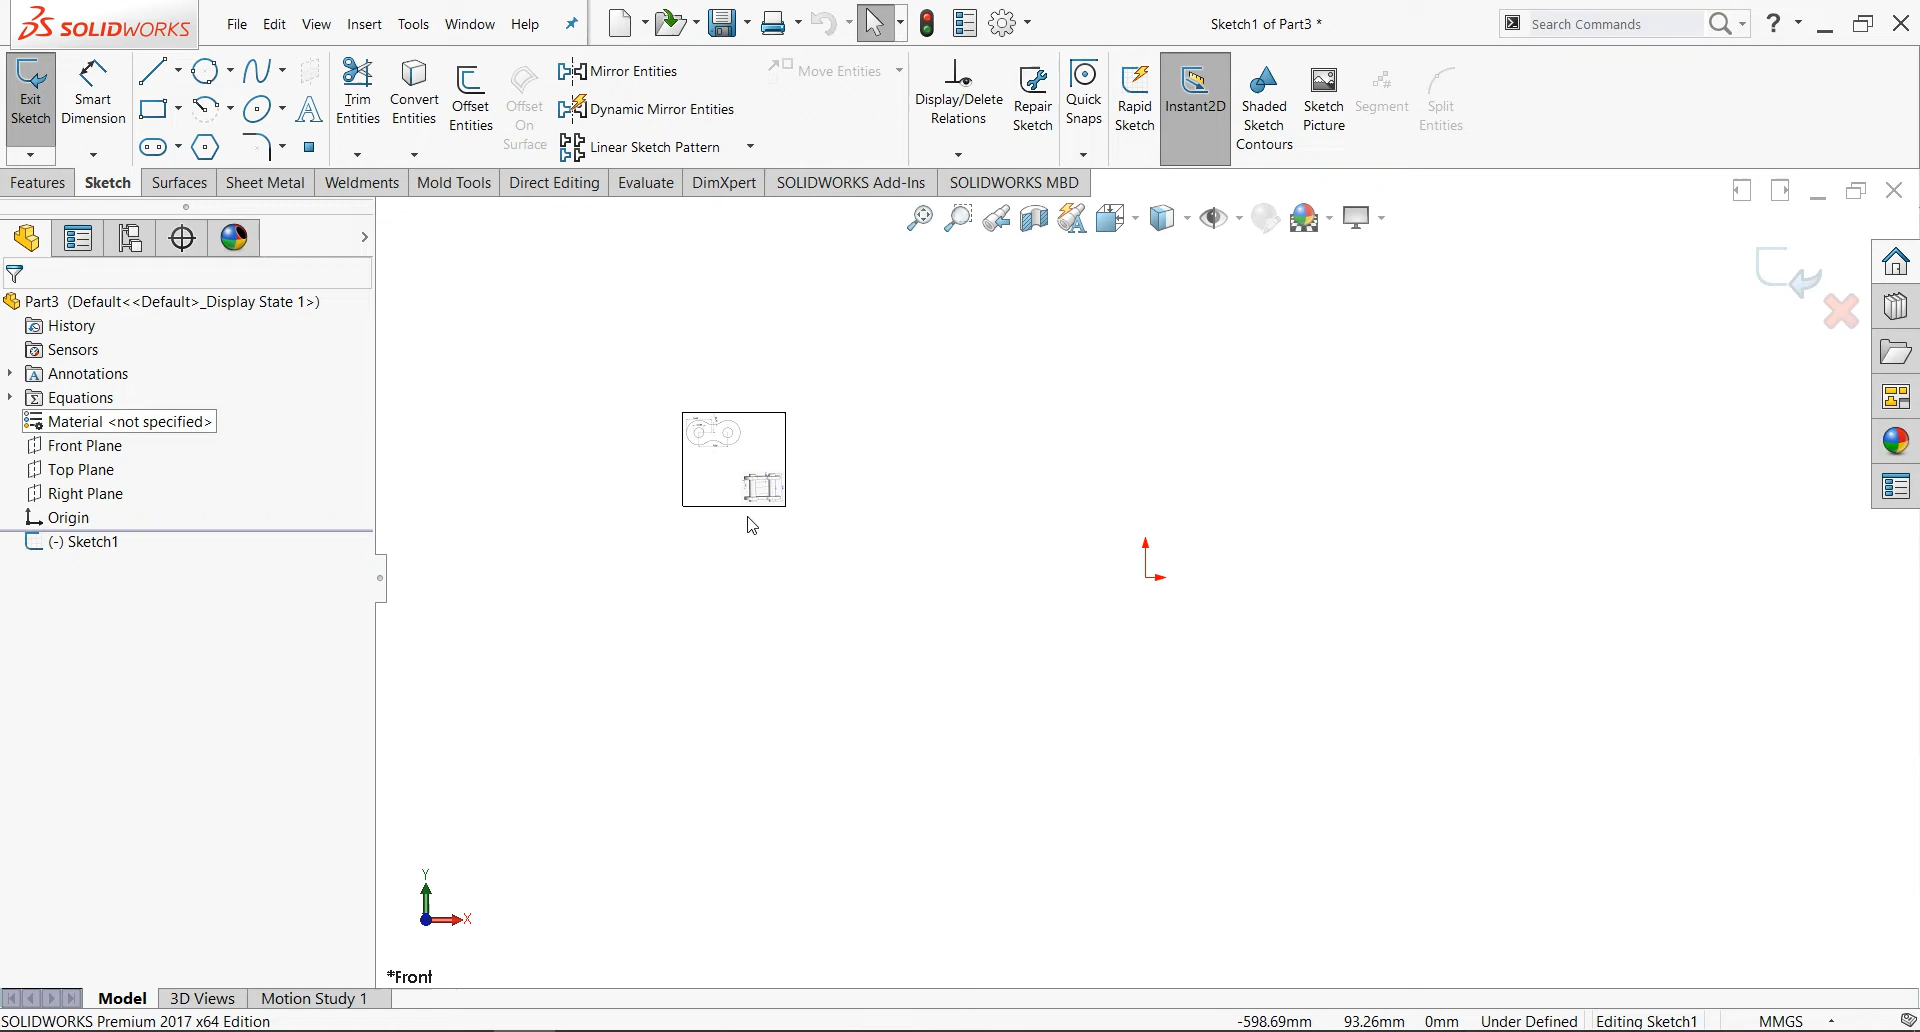 SOLIDWORKS
File Edit View Insert Tools Window Help
Sketch1 of Part3 *
Search Commands
Exit Sketch
Smart Dimension
Trim Entities
Convert Entities
Offset Entities
Offset On Surface
Mirror Entities
Dynamic Mirror Entities
Linear Sketch Pattern
Move Entities
Display/Delete Relations
Repair Sketch
Quick Snaps
Rapid Sketch
Instant2D
Shaded Sketch Contours
Sketch Picture
Segment
Split Entities
Features Sketch Surfaces Sheet Metal Weldments Mold Tools Direct Editing Evaluate DimXpert SOLIDWORKS Add-Ins SOLIDWORKS MBD
Part3 (Default<<Default>_Display State 1>)
History
Sensors
Annotations
Equations
Material <not specified>
Front Plane
Top Plane
Right Plane
Origin
(-) Sketch1
Y
X
*Front
Model 3D Views Motion Study 1
SOLIDWORKS Premium 2017 x64 Edition
-598.69mm 93.26mm 0mm Under Defined Editing Sketch1 MMGS